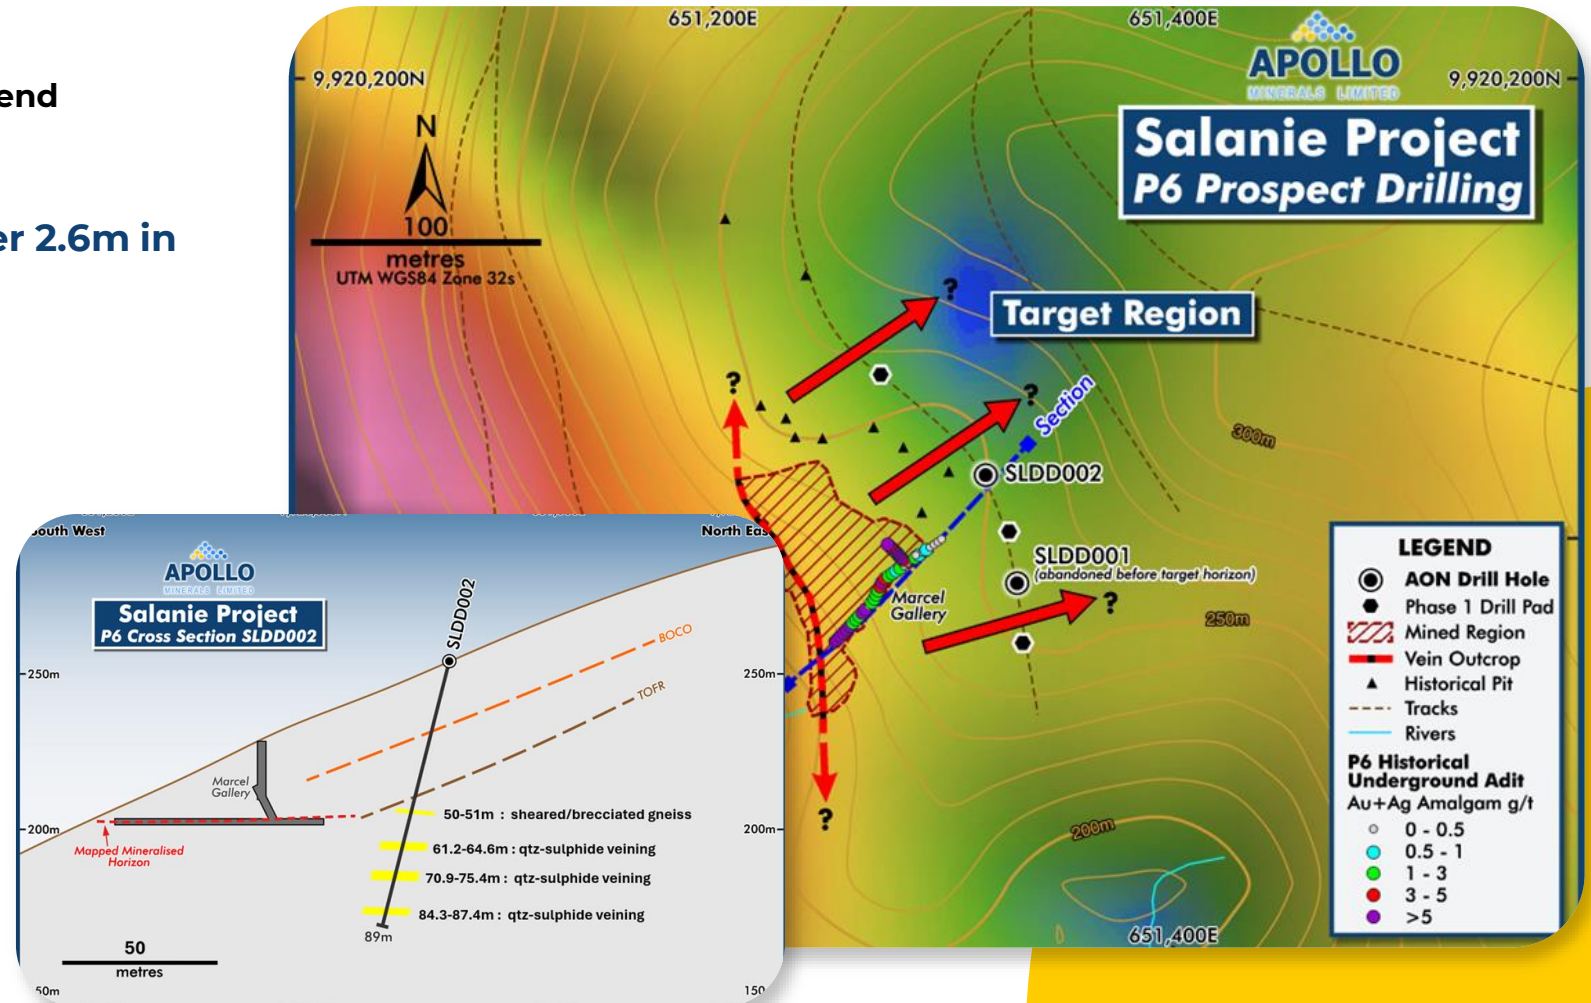 end
er 2.6m in
651,200E
651,400E
9,920,200N
9,920,200N
APOLLO
MINERALS LIMITED
Salanie Project
P6 Prospect Drilling
N
100
metres
UTM WGS84 Zone 32s
?
Target Region
?
?
Section
300m
SLDD002
SLDD001
(abandoned before target horizon)
Marcel
Gallery
?
250m
?
200m
651,400E
LEGEND
AON Drill Hole
Phase 1 Drill Pad
Mined Region
Vein Outcrop
Historical Pit
Tracks
Rivers
P6 Historical
Underground Adit
Au+Ag Amalgam g/t
0 - 0.5
0.5 - 1
1 - 3
3 - 5
>5
South West
North Eas
APOLLO
MINERALS LIMITED
Salanie Project
P6 Cross Section SLDD002
SLDD002
BOCO
TOFR
250m
250m
Marcel
Gallery
200m
200m
Mapped Mineralised
Horizon
50-51m : sheared/brecciated gneiss
61.2-64.6m : qtz-sulphide veining
70.9-75.4m : qtz-sulphide veining
84.3-87.4m : qtz-sulphide veining
89m
50
metres
50m
150